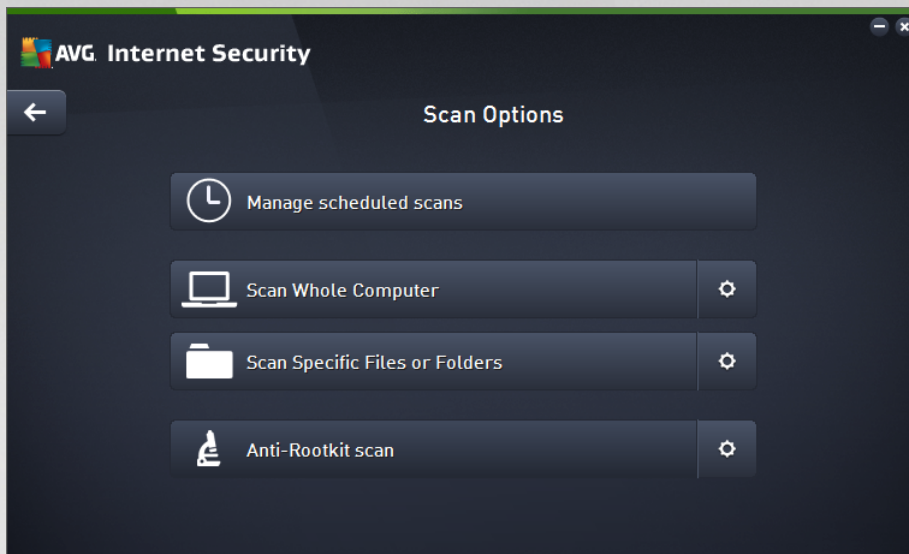 AVG. Internet Security
Scan Options
Manage scheduled scans
Scan Whole Computer
Scan Specific Files or Folders
Anti-Rootkit scan